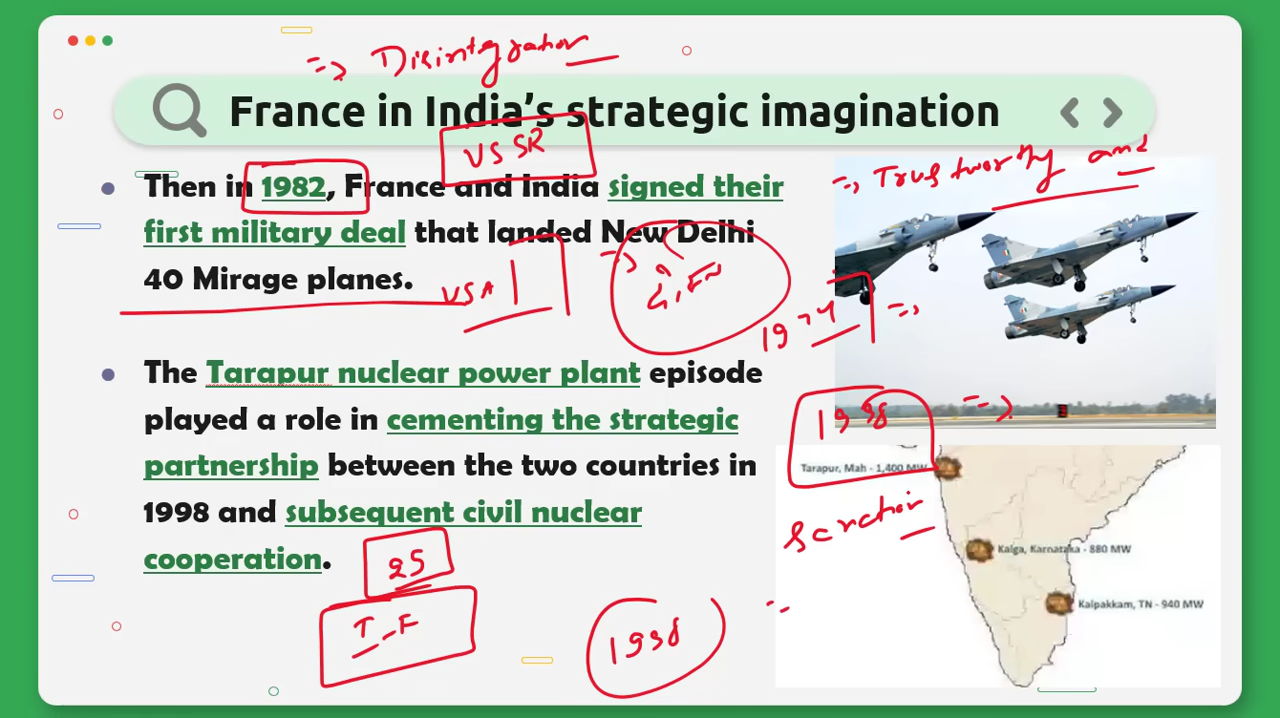 => Disintegration
France in India's strategic imagination
USSR
=> Trustworthy and
Then in 1982, France and India signed their
first military deal that landed New Delhi
40 Mirage planes.
USA
1974 =>
The Tarapur nuclear power plant episode
played a role in cementing the strategic
partnership between the two countries in
1998 and subsequent civil nuclear
cooperation.
1998 =>
Tarapur, Mah - 1,400 MW
Sanction
Kaiga, Karnataka - 880 MW
Kalpakkam, TN - 940 MW
25
I-F
1998